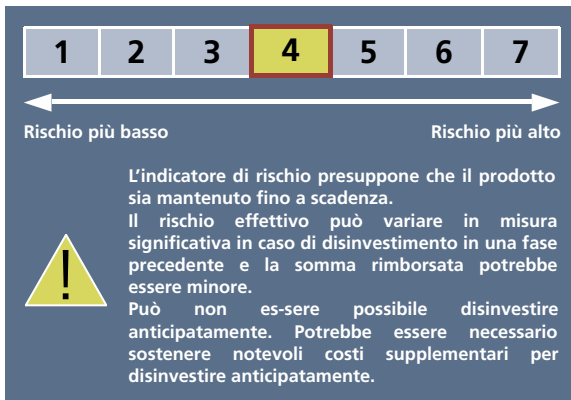 1 2 3 4 5 6 7
Rischio più basso Rischio più alto
L'indicatore di rischio presuppone che il prodotto
sia mantenuto fino a scadenza.
Il rischio effettivo può variare in misura
significativa in caso di disinvestimento in una fase
precedente e la somma rimborsata potrebbe
essere minore.
Può non es-sere possibile disinvestire
anticipatamente. Potrebbe essere necessario
sostenere notevoli costi supplementari per
disinvestire anticipatamente.
!